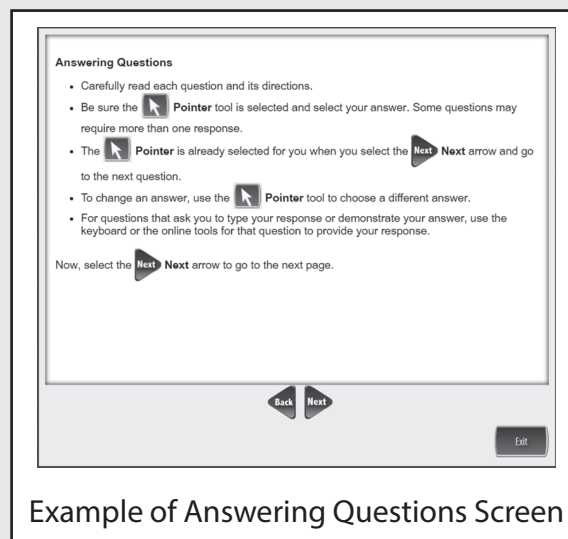 Answering Questions
• Carefully read each question and its directions.
• Be sure the Pointer tool is selected and select your answer. Some questions may
require more than one response.
• The Pointer is already selected for you when you select the Next Next arrow and go
to the next question.
• To change an answer, use the Pointer tool to choose a different answer.
• For questions that ask you to type your response or demonstrate your answer, use the
keyboard or the online tools for that question to provide your response.
Now, select the Next Next arrow to go to the next page.
Back Next
Exit
Example of Answering Questions Screen